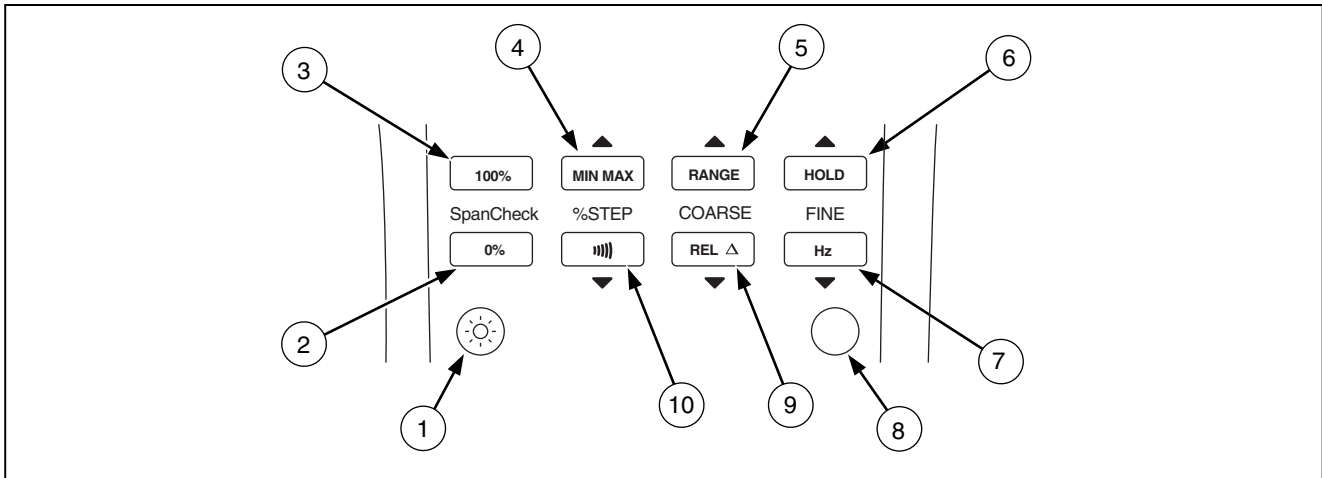 4 5 6
3
100% MIN MAX RANGE HOLD
SpanCheck %STEP COARSE FINE
0% REL Δ Hz
2 7
1 10 9 8